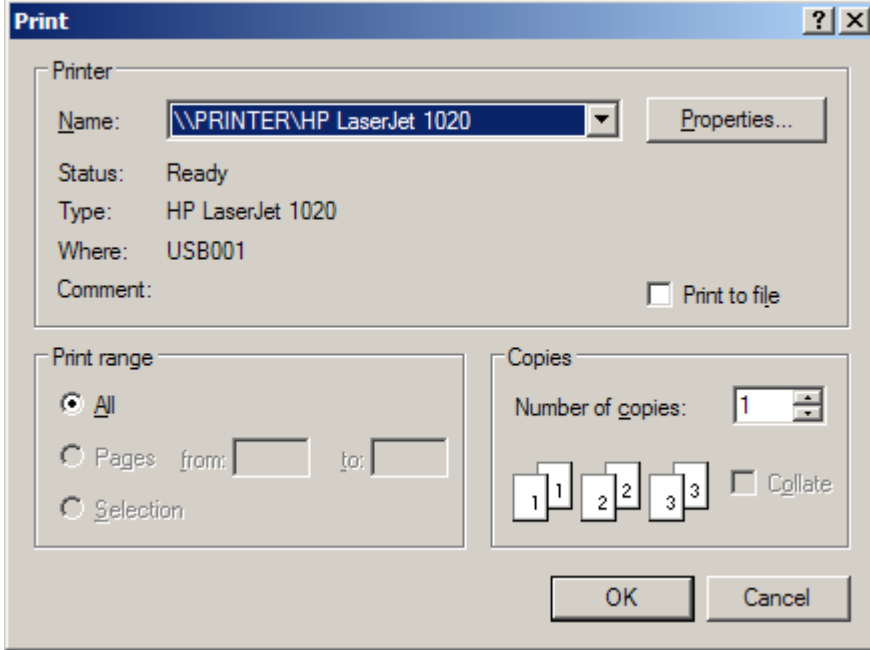 Print
Printer
Name: \\PRINTER\HP LaserJet 1020 Properties...
Status: Ready
Type: HP LaserJet 1020
Where: USB001
Comment:
Print to file
Print range
All
Pages from: to:
Selection
Copies
Number of copies: 1
1 1 2 2 3 3 Collate
OK Cancel